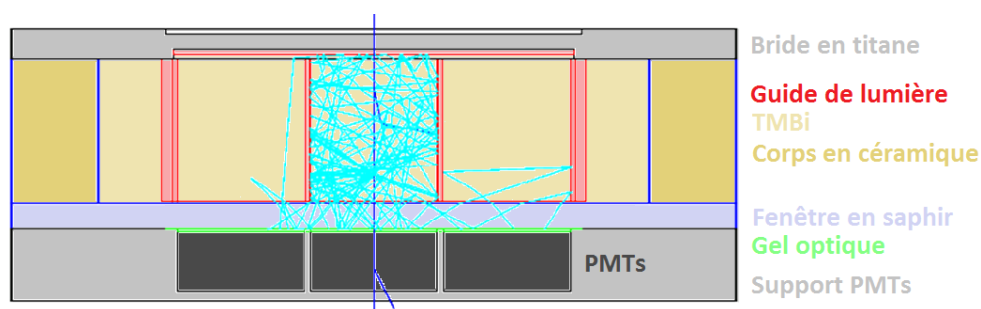 Bride en titane
Guide de lumière
TMBi
Corps en céramique
Fenêtre en saphir
Gel optique
PMTs
Support PMTs